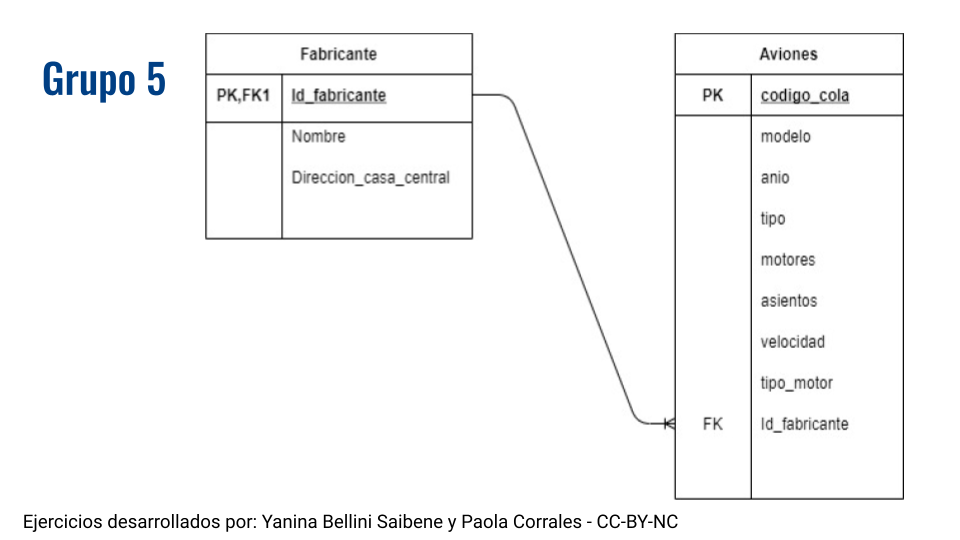 Grupo 5
Fabricante
PK,FK1 Id_fabricante
Nombre
Direccion_casa_central
Aviones
PK codigo_cola
modelo
anio
tipo
motores
asientos
velocidad
tipo_motor
FK Id_fabricante
Ejercicios desarrollados por: Yanina Bellini Saibene y Paola Corrales - CC-BY-NC